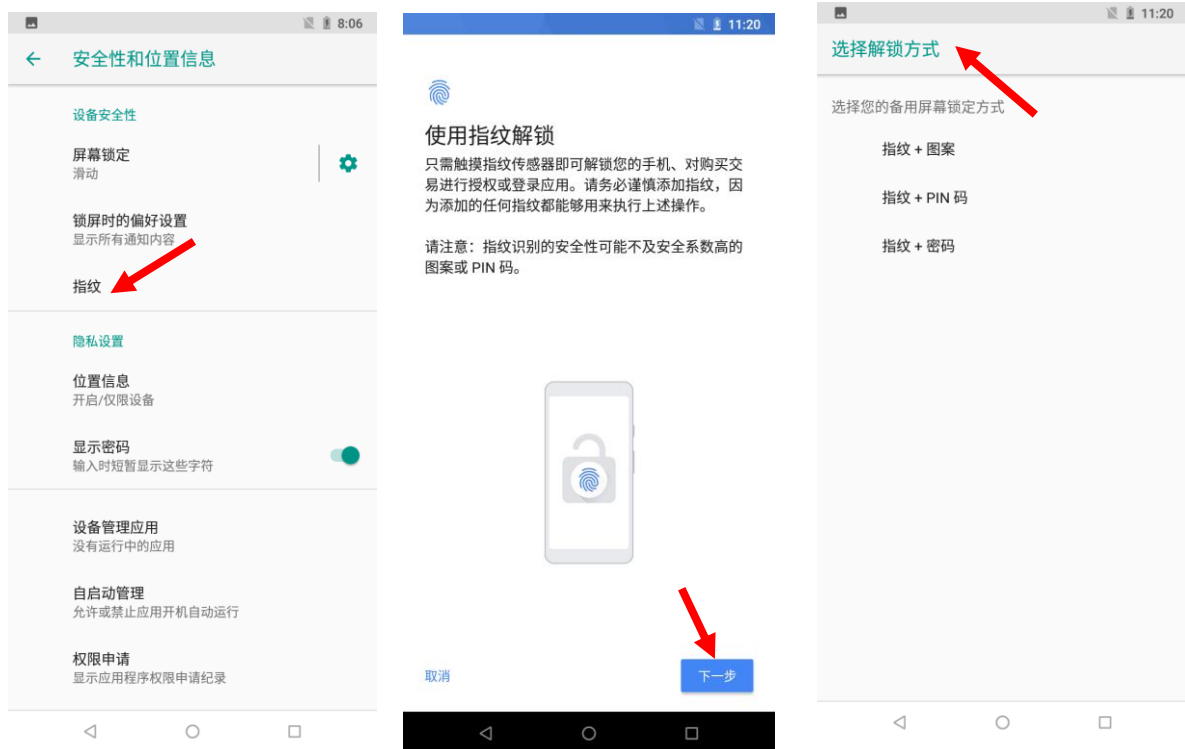 8:06
安全性和位置信息
设备安全性
屏幕锁定
滑动
锁屏时的偏好设置
显示所有通知内容
指纹
隐私设置
位置信息
开启/仅限设备
显示密码
输入时短暂显示这些字符
设备管理应用
没有运行中的应用
自启动管理
允许或禁止应用开机自动运行
权限申请
显示应用程序权限申请纪录
11:20
使用指纹解锁
只需触摸指纹传感器即可解锁您的手机、对购买交
易进行授权或登录应用。请务必谨慎添加指纹，因
为添加的任何指纹都能够用来执行上述操作。
请注意：指纹识别的安全性可能不及安全系数高的
图案或 PIN 码。
取消
下一步
11:20
选择解锁方式
选择您的备用屏幕锁定方式
指纹 + 图案
指纹 + PIN 码
指纹 + 密码